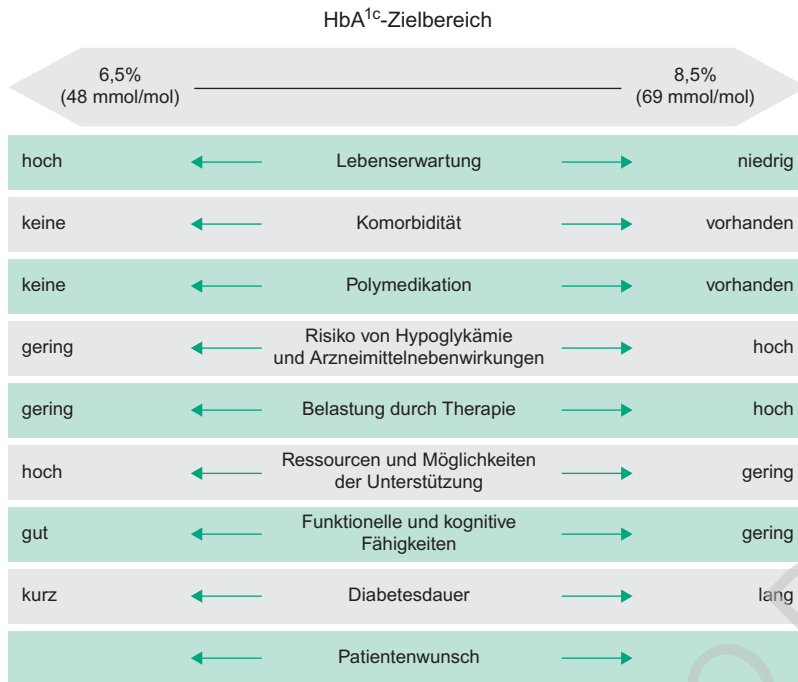 HbA1c-Zielbereich
6,5% 8,5%
(48 mmol/mol) (69 mmol/mol)
hoch Lebenserwartung niedrig
keine Komorbidität vorhanden
keine Polymedikation vorhanden
Risiko von Hypoglykämie
gering und Arzneimittelnebenwirkungen hoch
gering Belastung durch Therapie hoch
Ressourcen und Möglichkeiten
hoch der Unterstützung gering
Funktionelle und kognitive
gut Fähigkeiten gering
kurz Diabetesdauer lang
Patientenwunsch